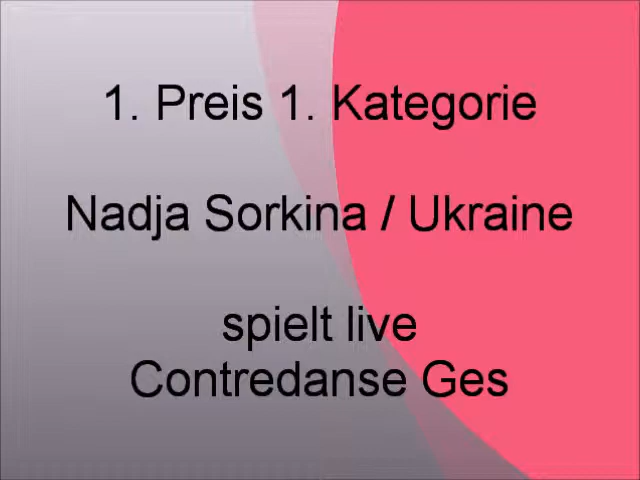 1. Preis 1. Kategorie
Nadja Sorkina / Ukraine
spielt live
Contredanse Ges